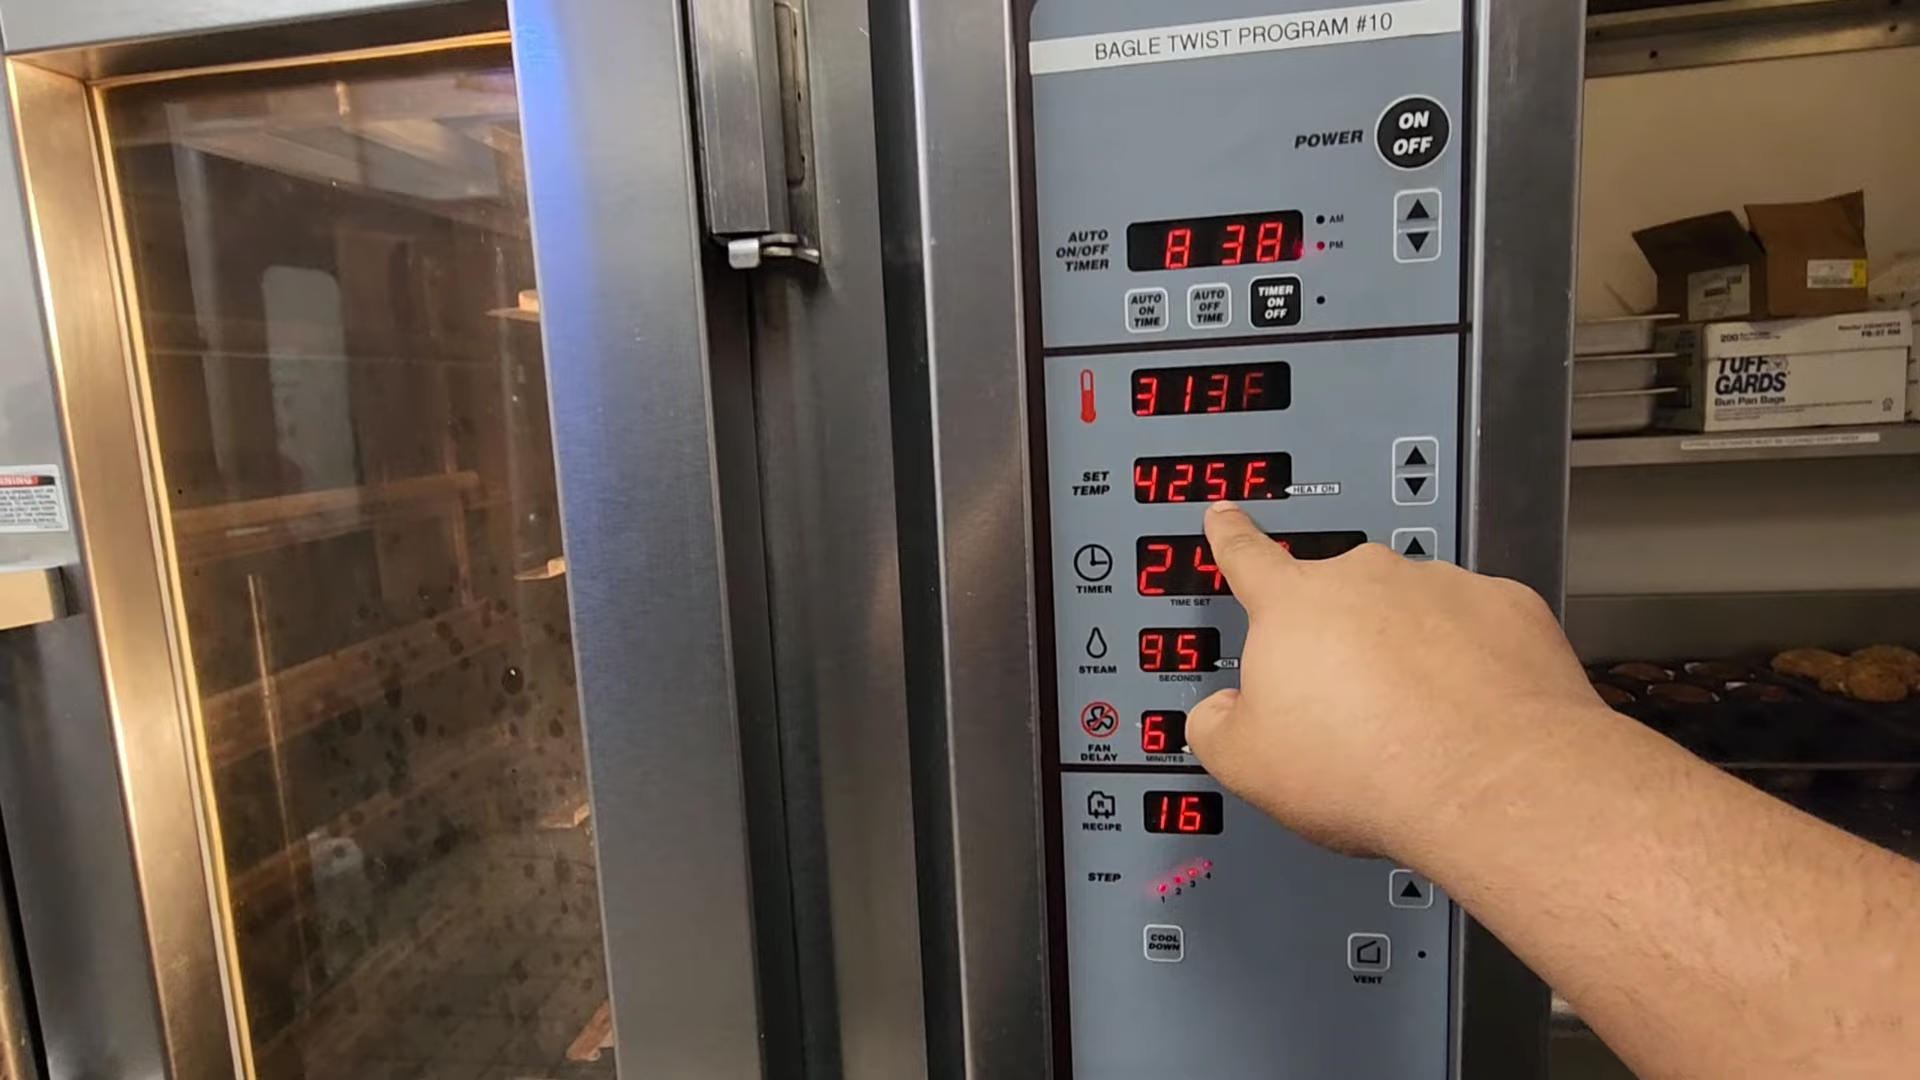 BAGLE TWIST PROGRAM #10
POWER
ON
OFF
AUTO
ON/OFF
TIMER
8 38
AM
PM
AUTO
ON
TIME
AUTO
OFF
TIME
TIMER
ON
OFF
313F
SET
TEMP
425F.
HEAT ON
TIMER
24
TIME SET
STEAM
95
ON
SECONDS
FAN
DELAY
6
MINUTES
R
RECIPE
16
STEP
1 2 3 4
COOL
DOWN
VENT
200
TUFF
GARDS
Bun Pan Bags